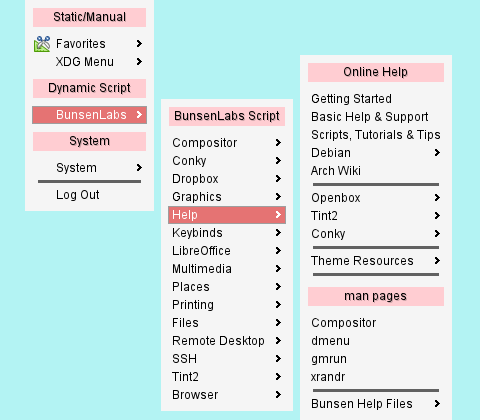 Static/Manual
Favorites
XDG Menu
Dynamic Script
BunsenLabs
System
System
Log Out
BunsenLabs Script
Compositor
Conky
Dropbox
Graphics
Help
Keybinds
LibreOffice
Multimedia
Places
Printing
Files
Remote Desktop
SSH
Tint2
Browser
Online Help
Getting Started
Basic Help & Support
Scripts, Tutorials & Tips
Debian
Arch Wiki
Openbox
Tint2
Conky
Theme Resources
man pages
Compositor
dmenu
gmrun
xrandr
Bunsen Help Files